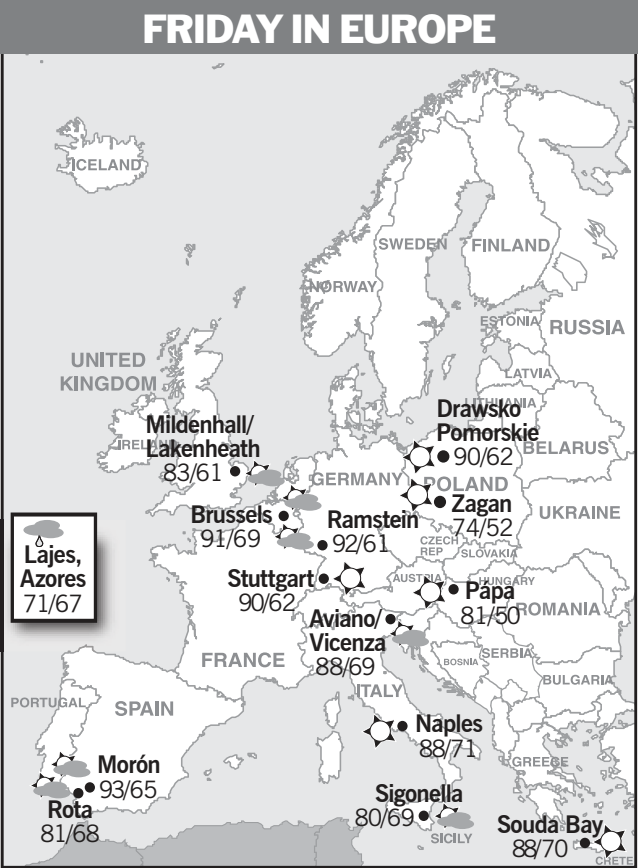 FRIDAY IN EUROPE
ICELAND
SWEDEN
FINLAND
NORWAY
ESTONIA
RUSSIA
LATVIA
LITHUANIA
UNITED
KINGDOM
IRELAND
Mildenhall/
Lakenheath
83/61
Drawsko
Pomorskie
90/62
BELARUS
GERMANY
POLAND
Zagan
74/52
UKRAINE
Brussels
91/69
Ramstein
92/61
CZECH
REP
SLOVAKIA
Lajes,
Azores
71/67
Stuttgart
90/62
AUSTRIA
HUNGARY
Pápa
81/50
ROMANIA
Aviano/
Vicenza
88/69
FRANCE
BOSNIA
SERBIA
BULGARIA
ITALY
PORTUGAL
SPAIN
Naples
88/71
GREECE
Morón
93/65
Rota
81/68
Sigonella
80/69
SICILY
Souda Bay
88/70
CRETE